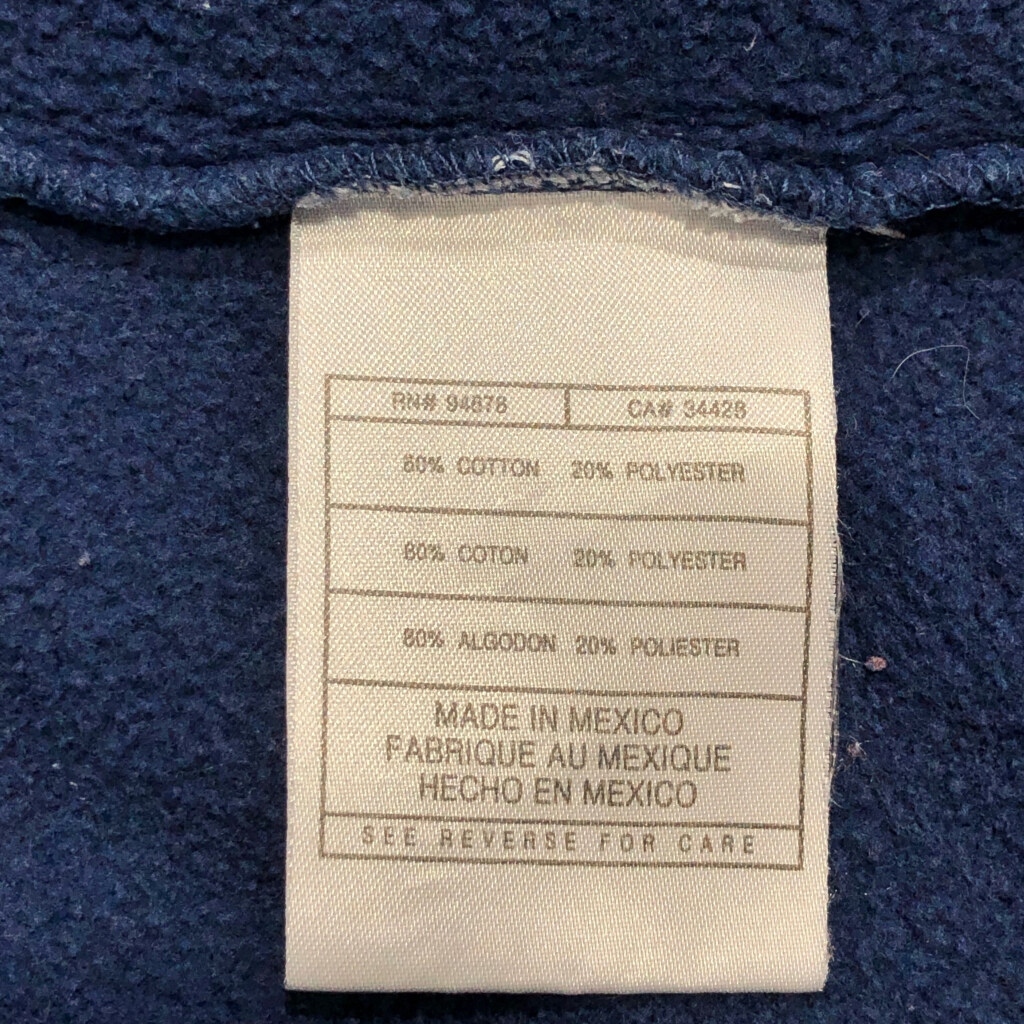 RN# 94878 CA# 34428
80% COTTON 20% POLYESTER
80% COTON 20% POLYESTER
80% ALGODON 20% POLIESTER
MADE IN MEXICO
FABRIQUE AU MEXIQUE
HECHO EN MEXICO
SEE REVERSE FOR CARE